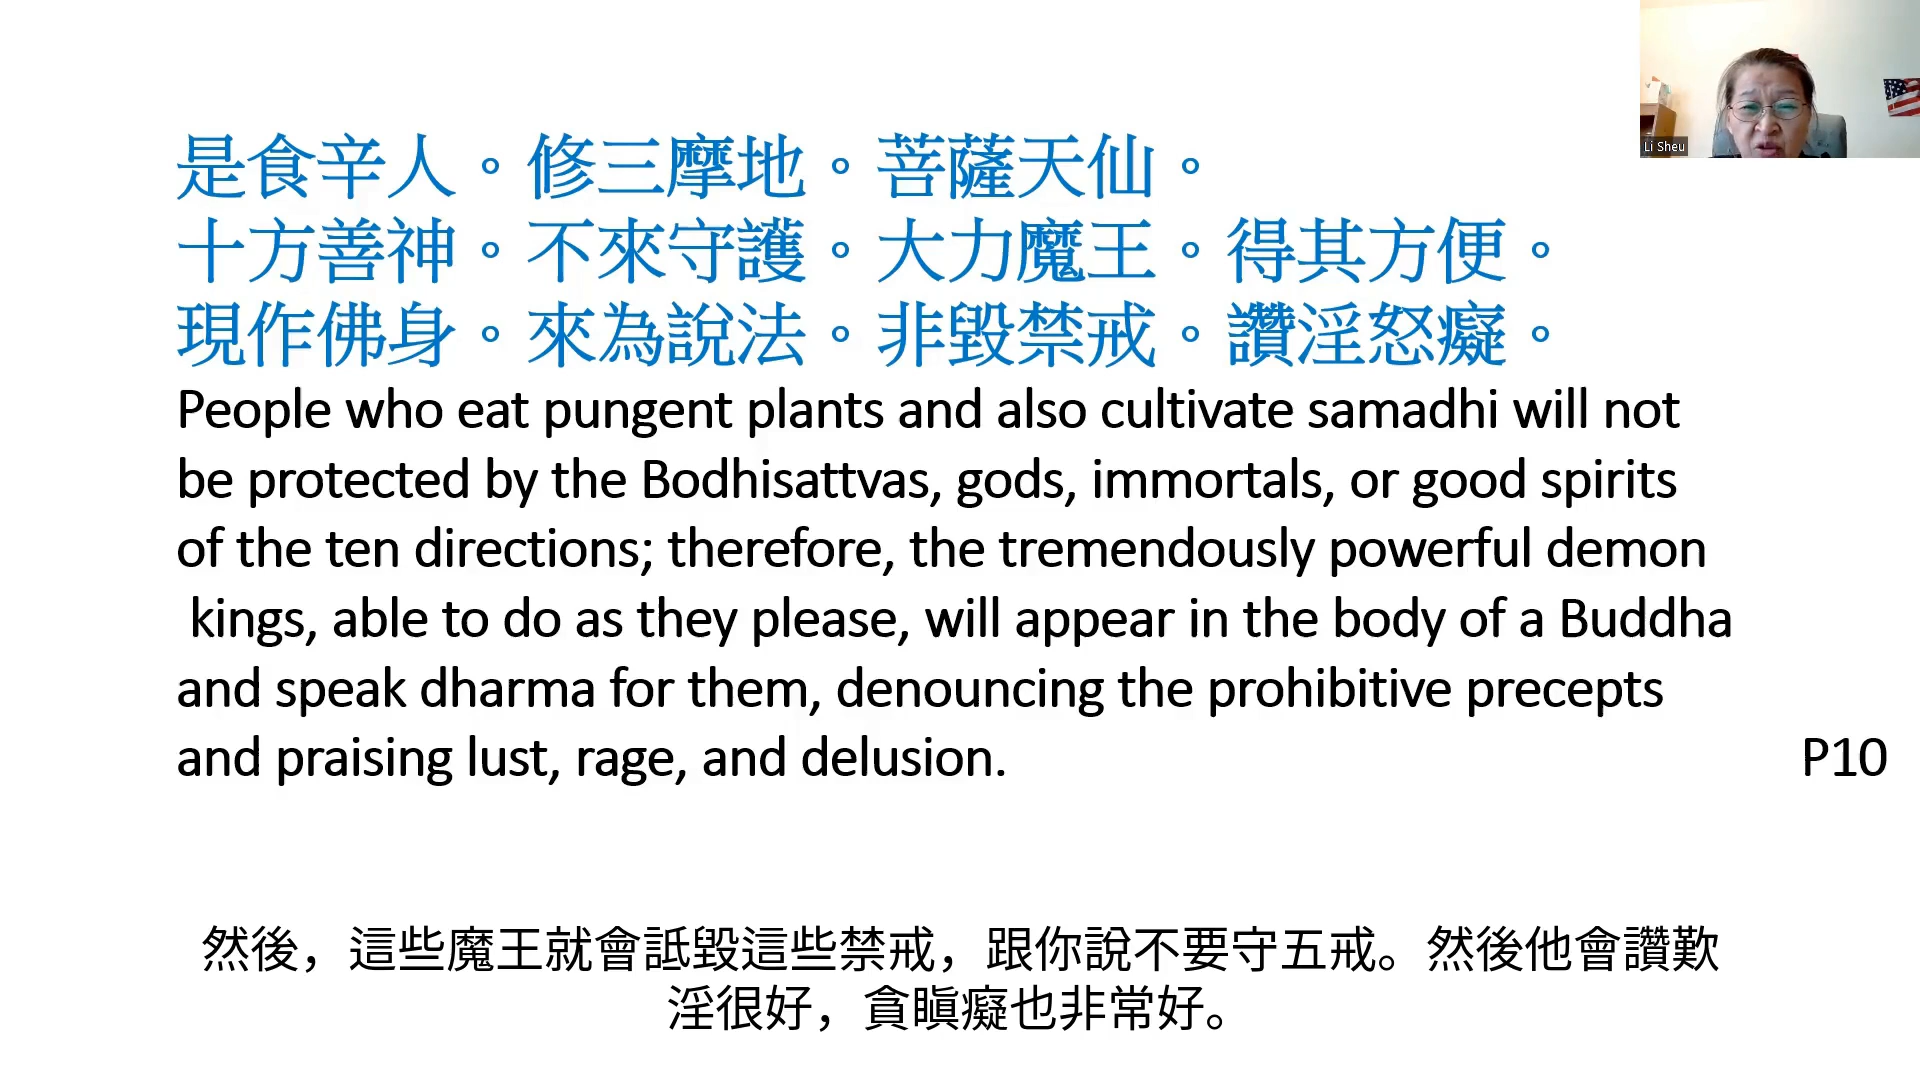 是食辛人。修三摩地。菩薩天仙。
十方善神。不來守護。大力魔王。得其方便。
現作佛身。來為說法。非毀禁戒。讚淫怒癡。
People who eat pungent plants and also cultivate samadhi will not
be protected by the Bodhisattvas, gods, immortals, or good spirits
of the ten directions; therefore, the tremendously powerful demon
kings, able to do as they please, will appear in the body of a Buddha
and speak dharma for them, denouncing the prohibitive precepts
and praising lust, rage, and delusion.
P10
然後，這些魔王就會詆毀這些禁戒，跟你說不要守五戒。然後他會讚歎
淫很好，貪瞋癡也非常好。
Li Sheu